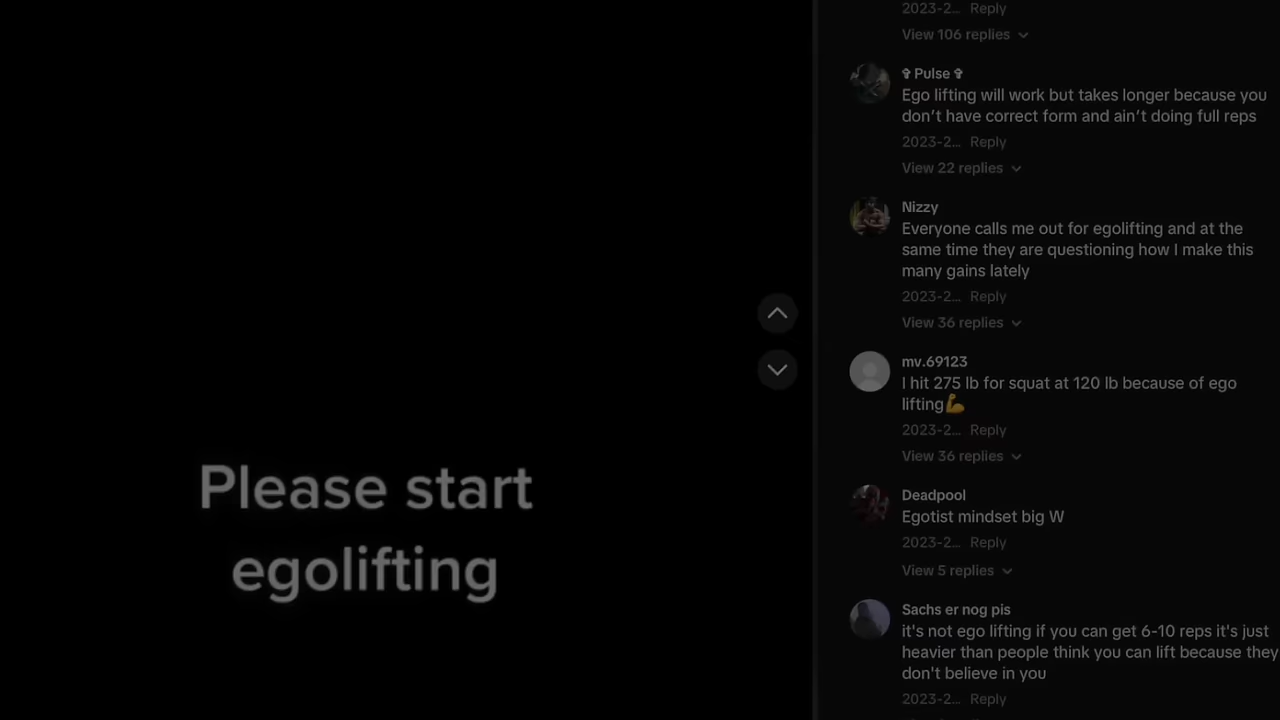 Please start
egolifting
2023-2... Reply
View 106 replies
✞ Pulse ✞
Ego lifting will work but takes longer because you
don’t have correct form and ain’t doing full reps
2023-2... Reply
View 22 replies
Nizzy
Everyone calls me out for egolifting and at the
same time they are questioning how I make this
many gains lately
2023-2... Reply
View 36 replies
mv.69123
I hit 275 lb for squat at 120 lb because of ego
lifting💪
2023-2... Reply
View 36 replies
Deadpool
Egotist mindset big W
2023-2... Reply
View 5 replies
Sachs er nog pis
it's not ego lifting if you can get 6-10 reps it's just
heavier than people think you can lift because they
don't believe in you
2023-2... Reply